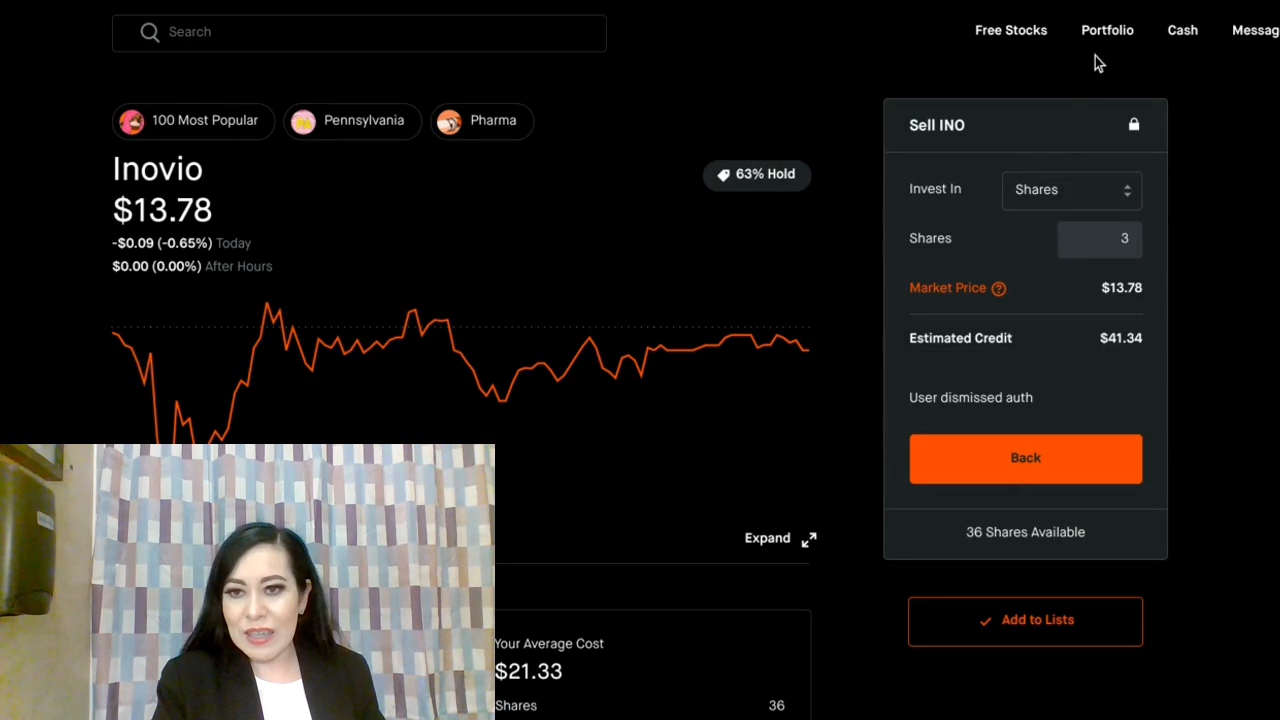 Search
Free Stocks
Portfolio
Cash
Messag
100 Most Popular
Pennsylvania
Pharma
Inovio
$13.78
-$0.09 (-0.65%) Today
$0.00 (0.00%) After Hours
63% Hold
Sell INO
Invest In Shares
Shares 3
Market Price ? $13.78
Estimated Credit $41.34
User dismissed auth
Back
36 Shares Available
Add to Lists
Expand
Your Average Cost
$21.33
Shares 36